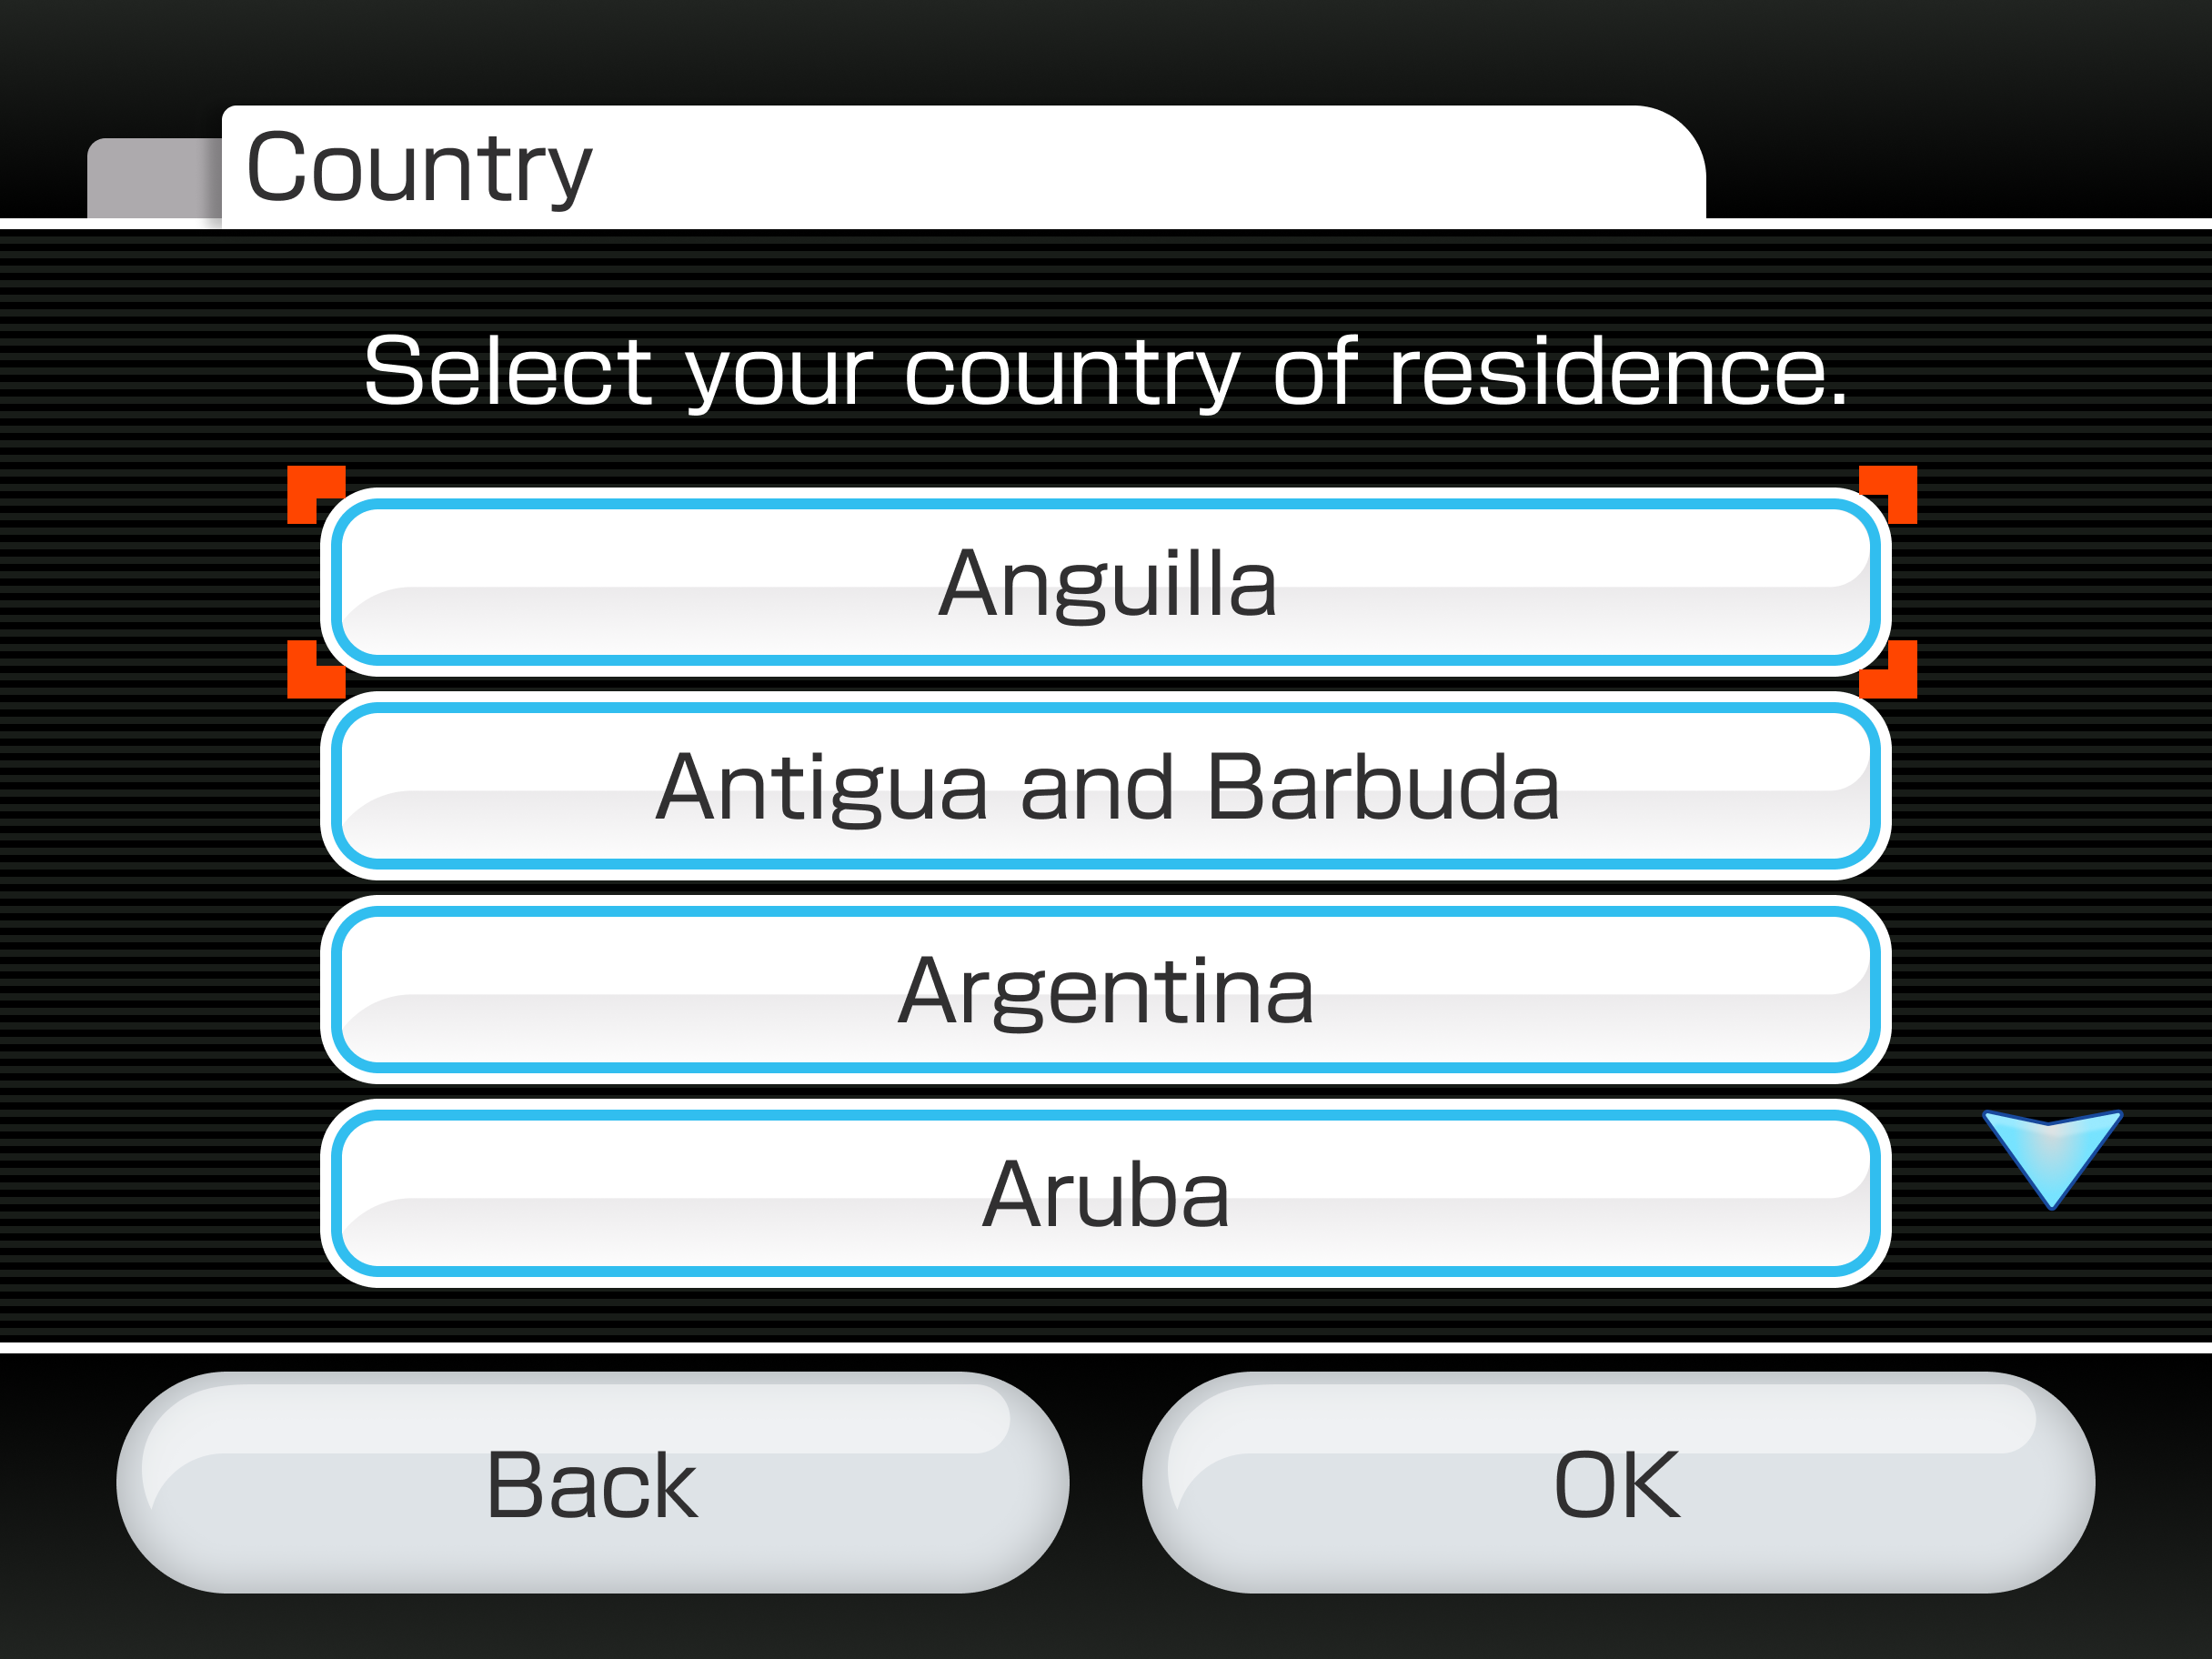 Country
Select your country of residence.
Anguilla
Antigua and Barbuda
Argentina
Aruba
Back
OK